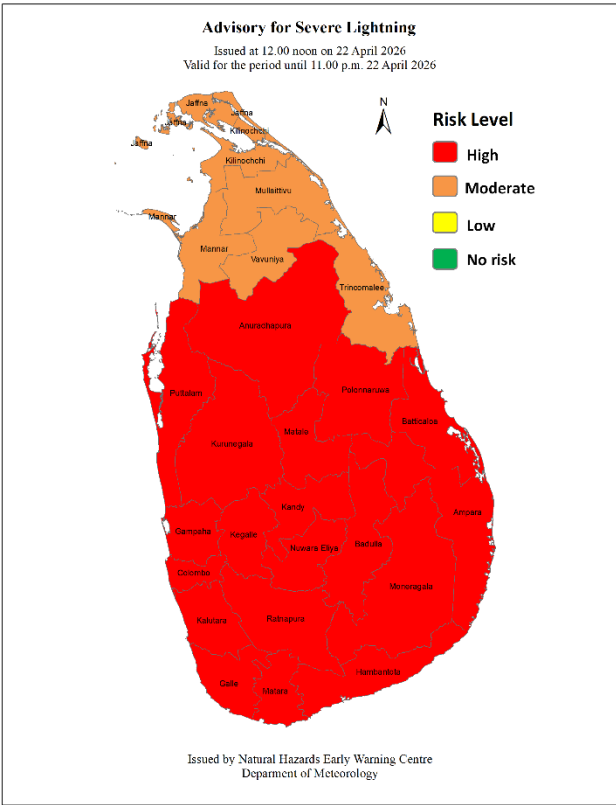 Advisory for Severe Lightning
Issued at 12.00 noon on 22 April 2026
Valid for the period until 11.00 p.m. 22 April 2026
N
Risk Level
High
Moderate
Low
No risk
Jaffna
Jaffna
Jaffna
Kilinochchi
Jaffna
Kilinochchi
Mullaittivu
Mannar
Mannar
Vavuniya
Trincomalee
Anuradhapura
Puttalam
Polonnaruwa
Batticaloa
Kurunegala
Matale
Kandy
Ampara
Gampaha
Kegalle
Nuwara Eliya
Badulla
Colombo
Moneragala
Kalutara
Ratnapura
Hambantota
Galle
Matara
Issued by Natural Hazards Early Warning Centre
Deparment of Meteorology